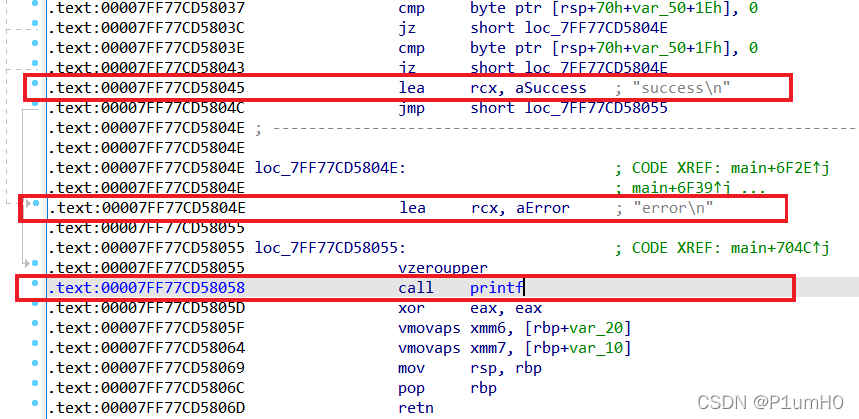 .text:00007FF77CD58037 cmp byte ptr [rsp+70h+var_50+1Eh], 0
.text:00007FF77CD5803C jz short loc_7FF77CD5804E
.text:00007FF77CD5803E cmp byte ptr [rsp+70h+var_50+1Fh], 0
.text:00007FF77CD58043 jz short loc_7FF77CD5804E
.text:00007FF77CD58045 lea rcx, aSuccess ; "success\n"
.text:00007FF77CD5804C jmp short loc_7FF77CD58055
.text:00007FF77CD5804E ; ---------------------------------------------------------------------------
.text:00007FF77CD5804E
.text:00007FF77CD5804E loc_7FF77CD5804E: ; CODE XREF: main+6F2E↑j
.text:00007FF77CD5804E ; main+6F39↑j ...
.text:00007FF77CD5804E lea rcx, aError ; "error\n"
.text:00007FF77CD58055
.text:00007FF77CD58055 loc_7FF77CD58055: ; CODE XREF: main+704C↑j
.text:00007FF77CD58055 vzeroupper
.text:00007FF77CD58058 call printf
.text:00007FF77CD5805D xor eax, eax
.text:00007FF77CD5805F vmovaps xmm6, [rbp+var_20]
.text:00007FF77CD58064 vmovaps xmm7, [rbp+var_10]
.text:00007FF77CD58069 mov rsp, rbp
.text:00007FF77CD5806C pop rbp
.text:00007FF77CD5806D retn
CSDN @P1umH0